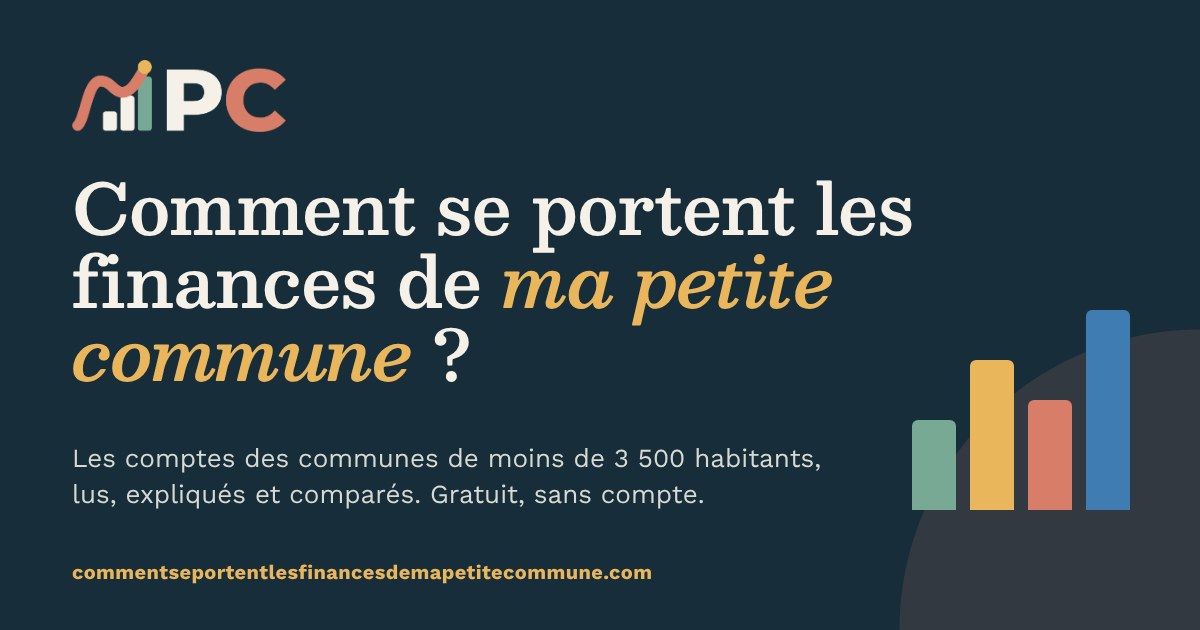 PC
Comment se portent les
finances de ma petite
commune ?
Les comptes des communes de moins de 3 500 habitants,
lus, expliqués et comparés. Gratuit, sans compte.
commentseportentlesfinancesdemapetitecommune.com